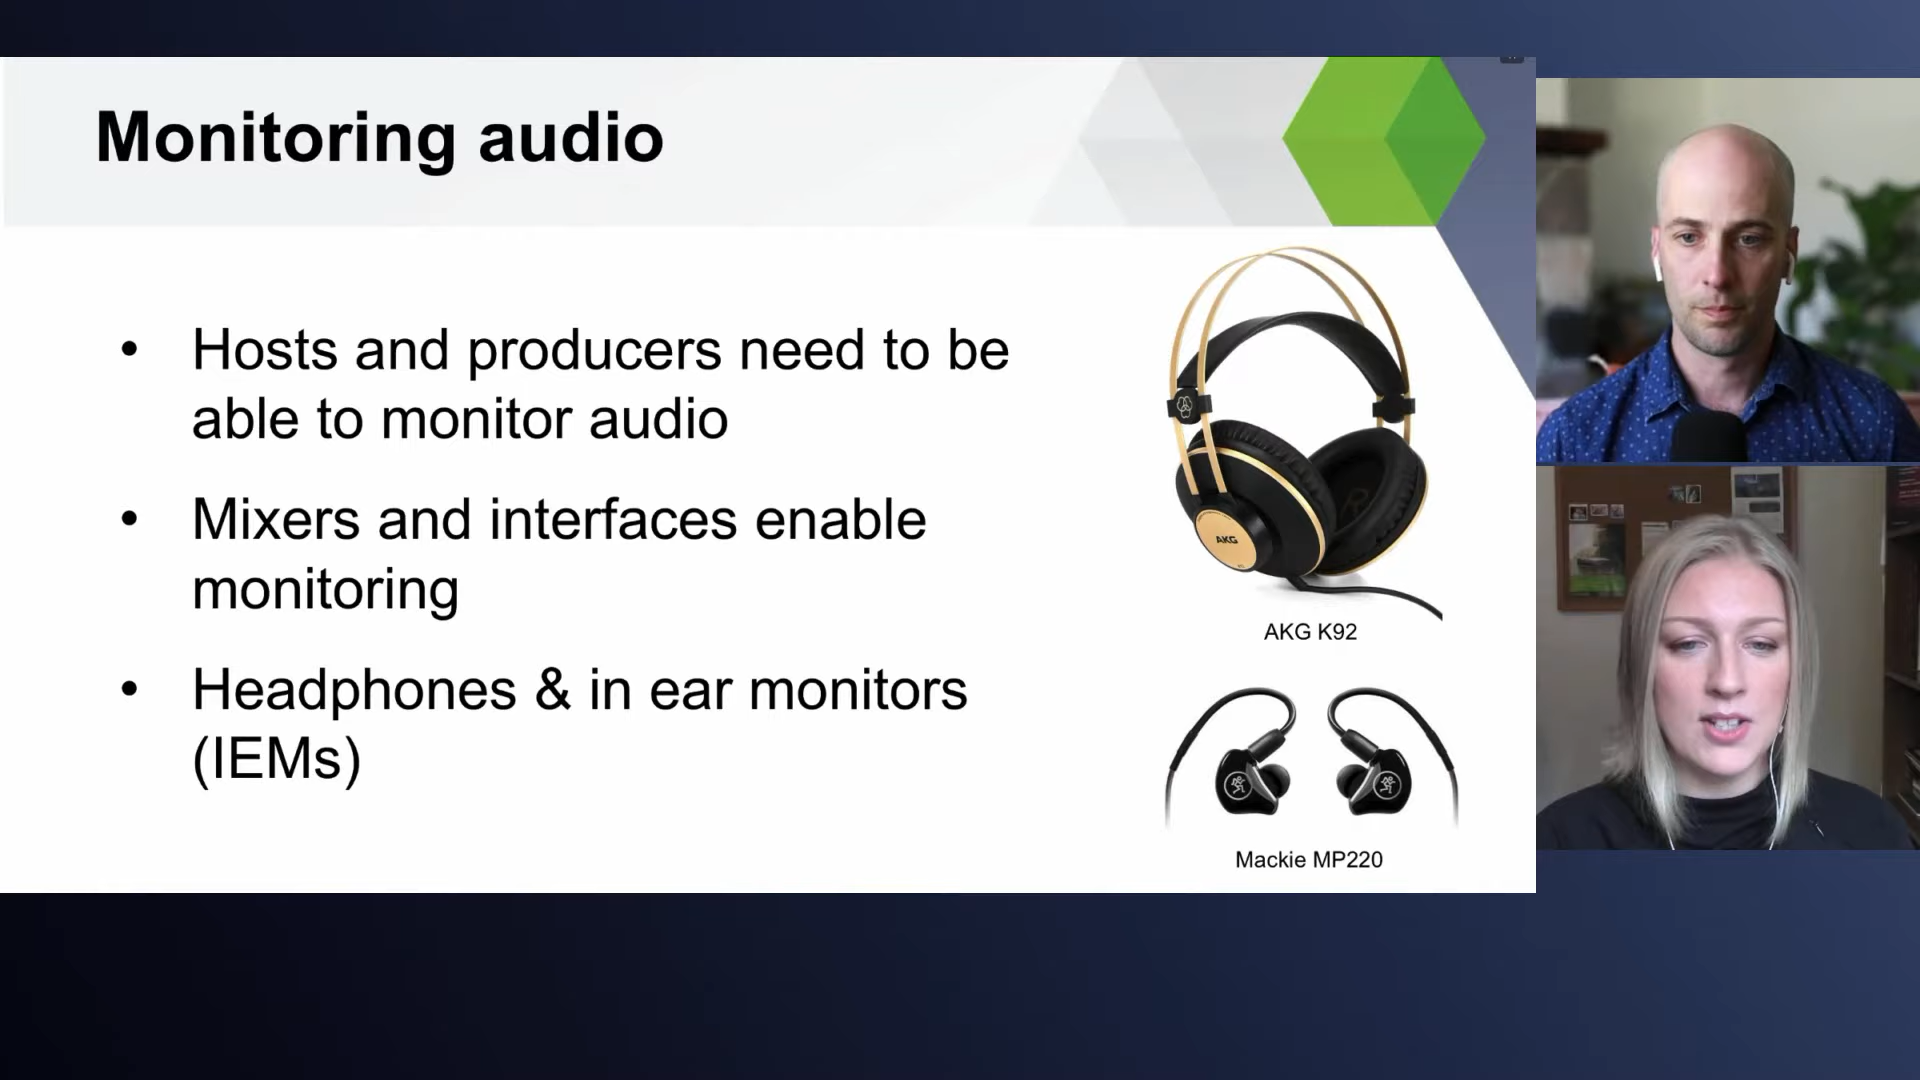 Monitoring audio
• Hosts and producers need to be
able to monitor audio
• Mixers and interfaces enable
monitoring
• Headphones & in ear monitors
(IEMs)
AKG
AKG K92
Mackie MP220